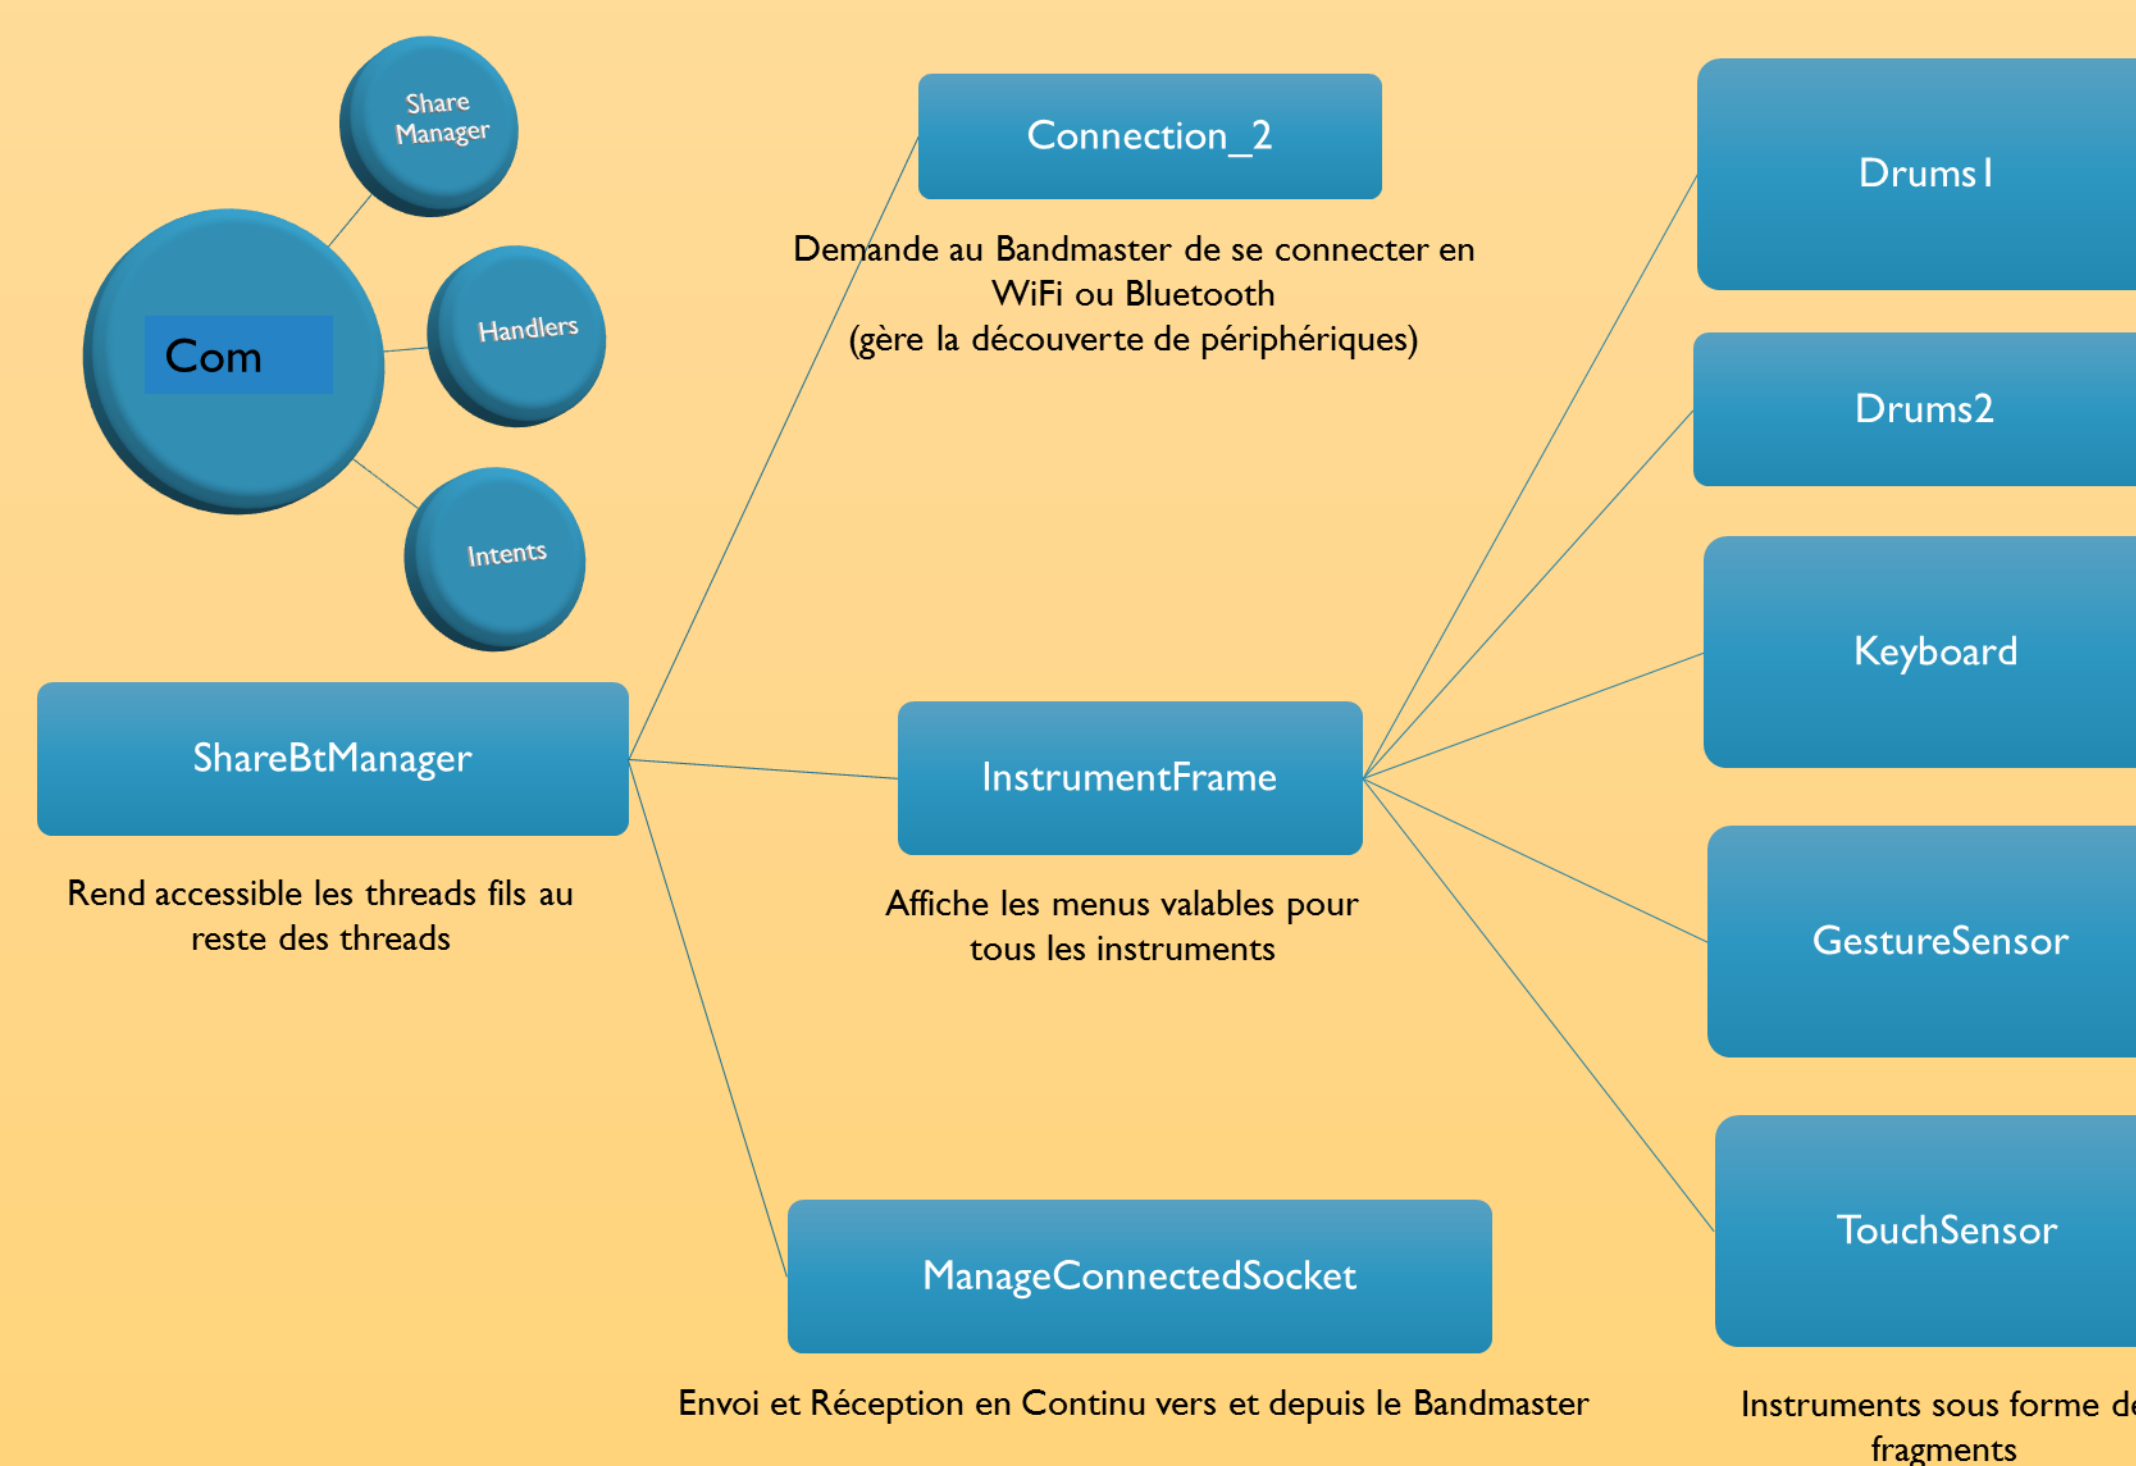 Share
Manager
Com
Handlers
Intents
ShareBtManager
Rend accessible les threads fils au
reste des threads
Connection_2
Demande au Bandmaster de se connecter en
WiFi ou Bluetooth
(gère la découverte de périphériques)
InstrumentFrame
Affiche les menus valables pour
tous les instruments
ManageConnectedSocket
Envoi et Réception en Continu vers et depuis le Bandmaster
Drums1
Drums2
Keyboard
GestureSensor
TouchSensor
Instruments sous forme de
fragments